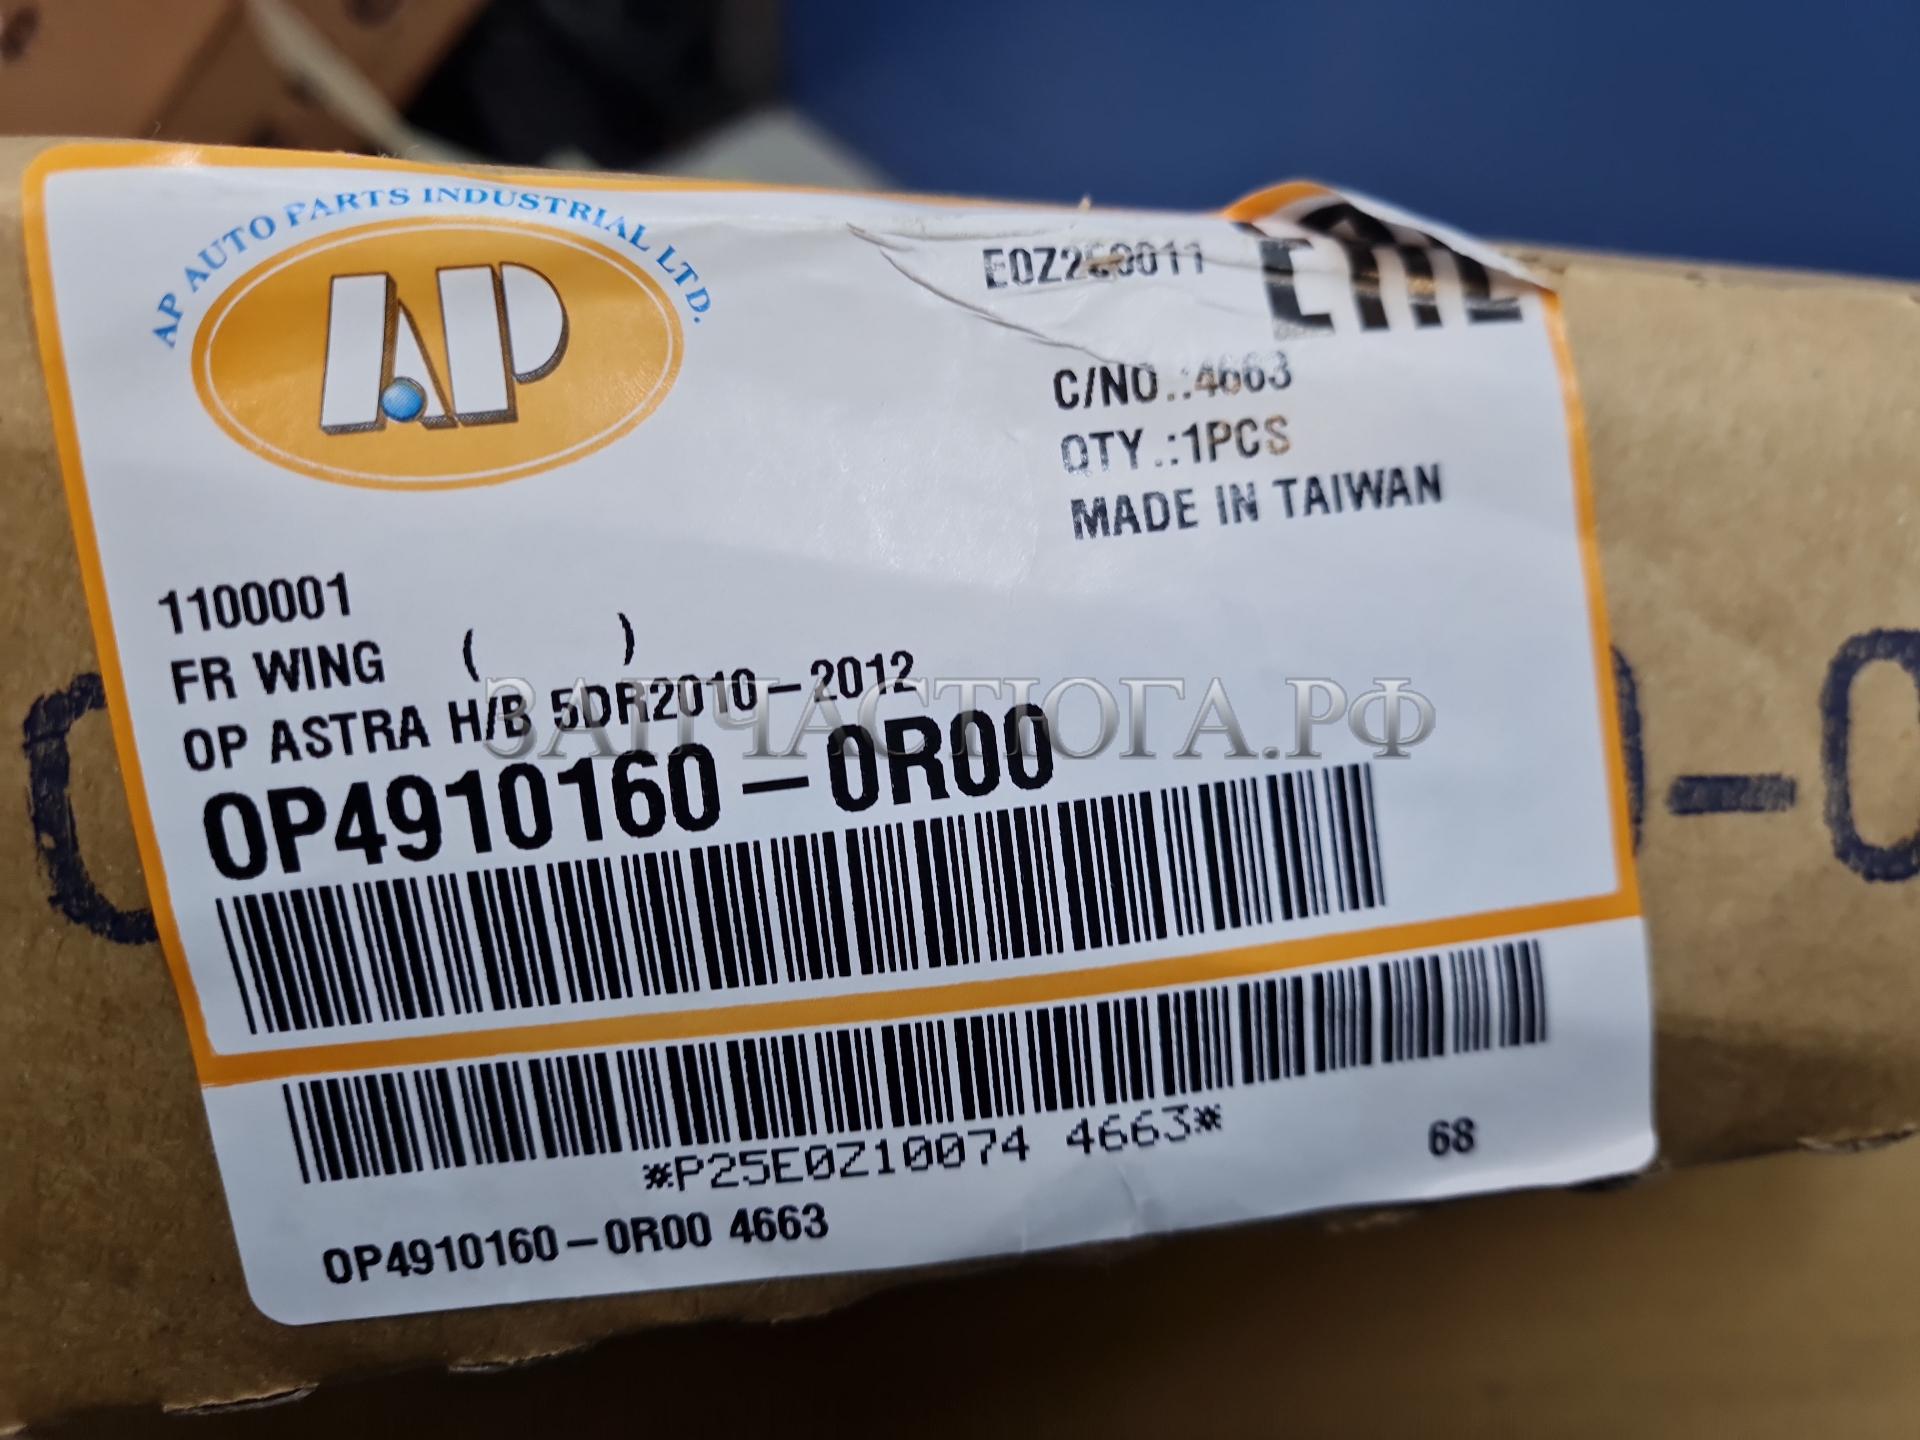 AP AUTO PARTS INDUSTRIAL LTD.
AP
C/NO.:4663
QTY.:1PCS
MADE IN TAIWAN
1100001
FR WING ( )
OP ASTRA H/B 5DR2010-2012
ЗАПЧАСТЮГА.РФ
OP4910160-0R00
*P25E0Z10074 4663*
68
OP4910160-0R00 4663